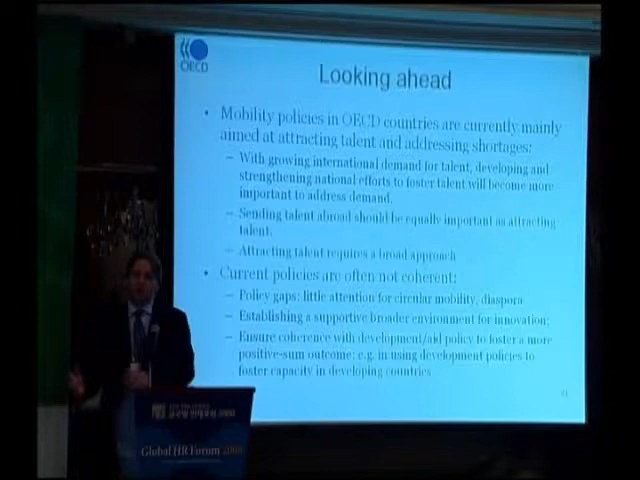 OECD
Looking ahead
• Mobility policies in OECD countries are currently mainly
aimed at attracting talent and addressing shortages:
– With growing international demand for talent, developing and
strengthening national efforts to foster talent will become more
important to address demand.
– Sending talent abroad should be equally important as attracting
talent.
– Attracting talent requires a broad approach
• Current policies are often not coherent:
– Policy gaps: little attention for circular mobility, diaspora
– Establishing a supportive broader environment for innovation;
– Ensure coherence with development/aid policy to foster a more
positive-sum outcome: e.g. in using development policies to
foster capacity in developing countries
Global HR Forum 2008